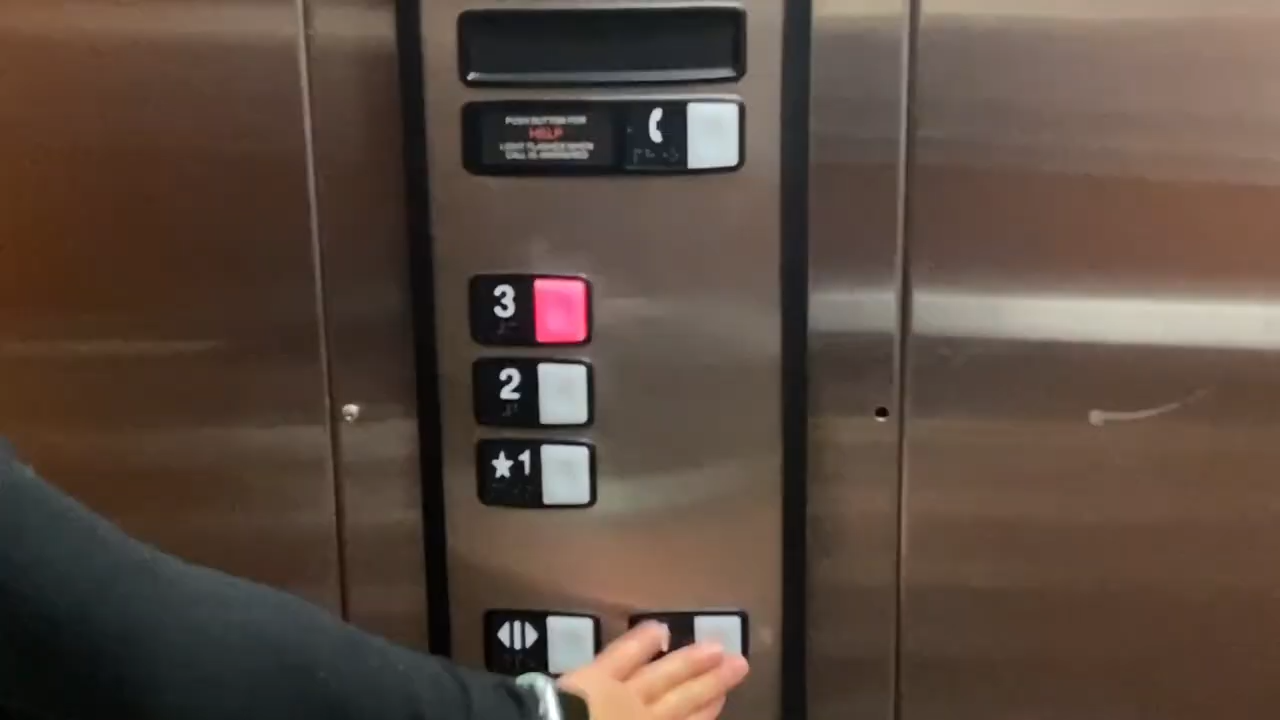 PUSH BUTTON FOR
HELP
LIGHT FLASHES WHEN
CALL IS ANSWERED
3
2
★1